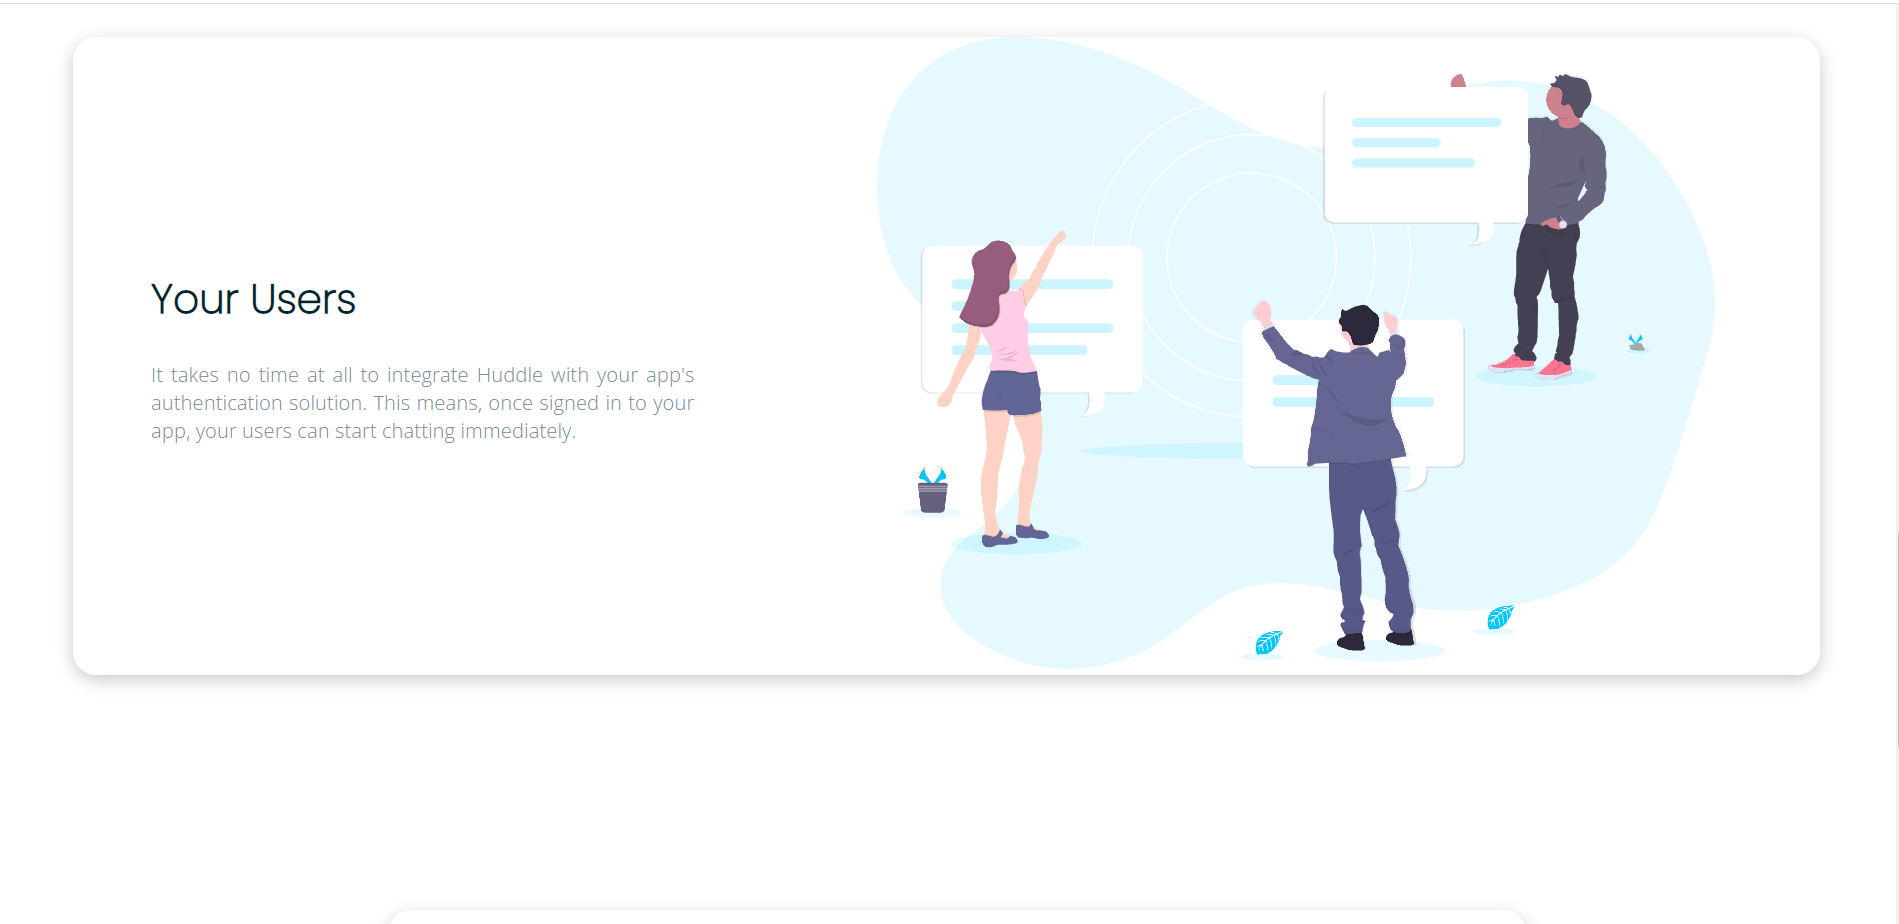 Your Users
It takes no time at all to integrate Huddle with your app's
authentication solution. This means, once signed in to your
app, your users can start chatting immediately.